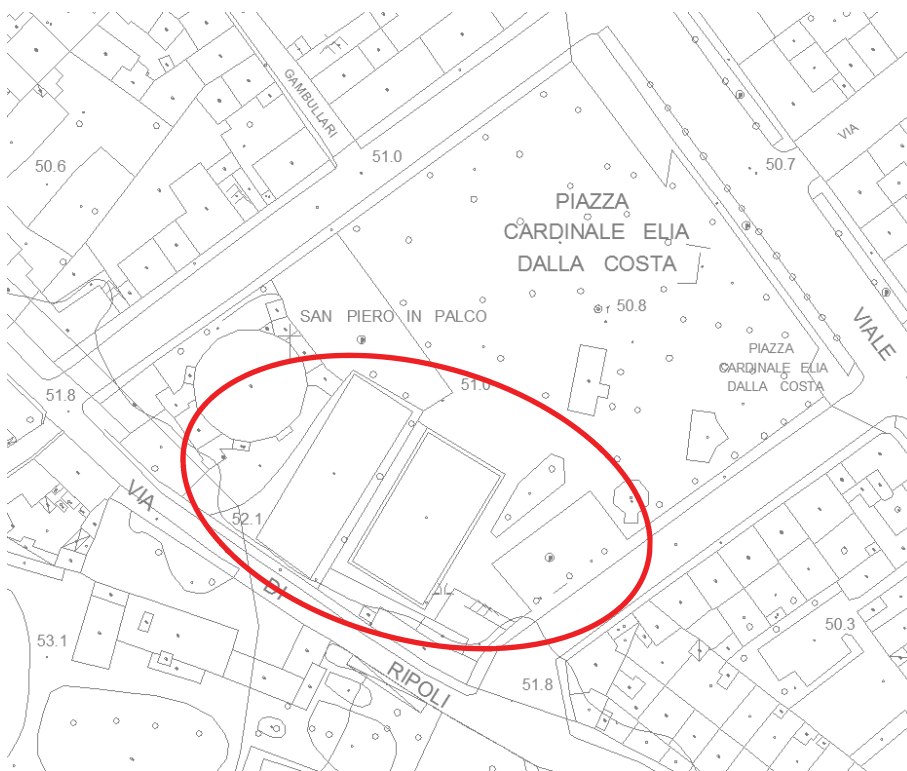 GAMBULLARI
51.0
50.7
VIA
50.6
PIAZZA
CARDINALE ELIA
DALLA COSTA
50.8
SAN PIERO IN PALCO
VIALE
PIAZZA
CARDINALE ELIA
DALLA COSTA
51.0
51.8
VIA
52.1
DI
RIPOLI
53.1
50.3
51.8